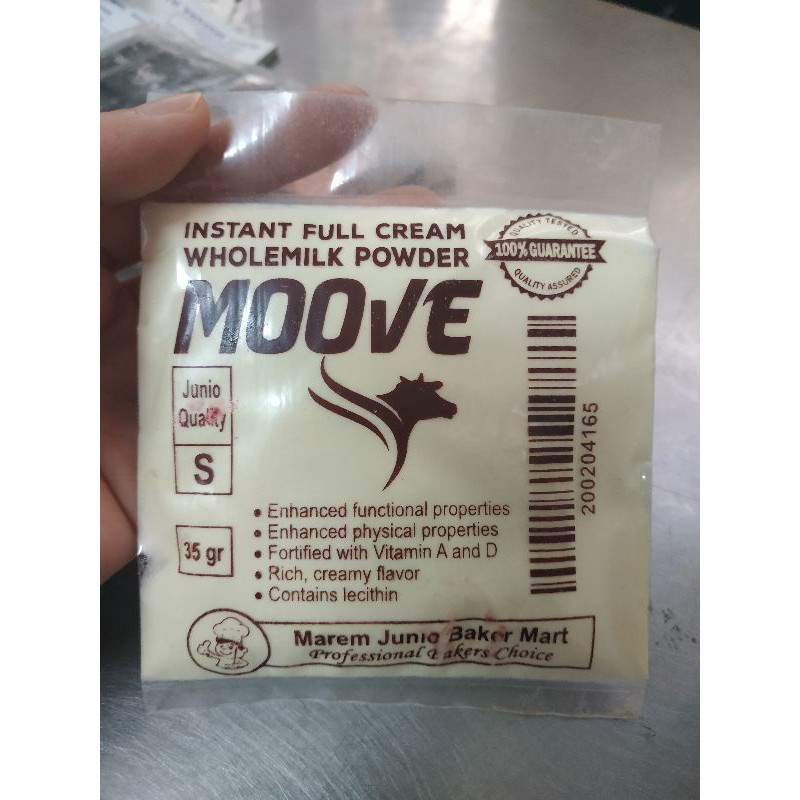 INSTANT FULL CREAM
WHOLEMILK POWDER
MOOVE
QUALITY TESTED
100% GUARANTEE
QUALITY ASSURED
Junio
Quality
S
35 gr
200204165
• Enhanced functional properties
• Enhanced physical properties
• Fortified with Vitamin A and D
• Rich, creamy flavor
• Contains lecithin
Marem Junio Baker Mart
Professional Bakers Choice